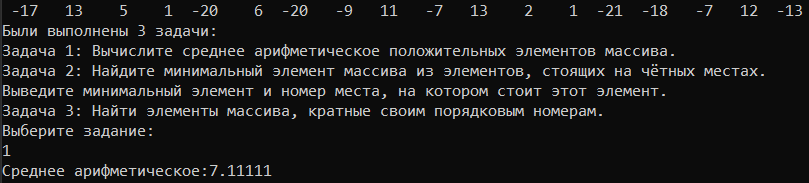 -17 13 5 1 -20 6 -20 -9 11 -7 13 2 1 -21 -18 -7 12 -13
Были выполнены 3 задачи:
Задача 1: Вычислите среднее арифметическое положительных элементов массива.
Задача 2: Найдите минимальный элемент массива из элементов, стоящих на чётных местах.
Выведите минимальный элемент и номер места, на котором стоит этот элемент.
Задача 3: Найти элементы массива, кратные своим порядковым номерам.
Выберите задание:
1
Среднее арифметическое:7.11111